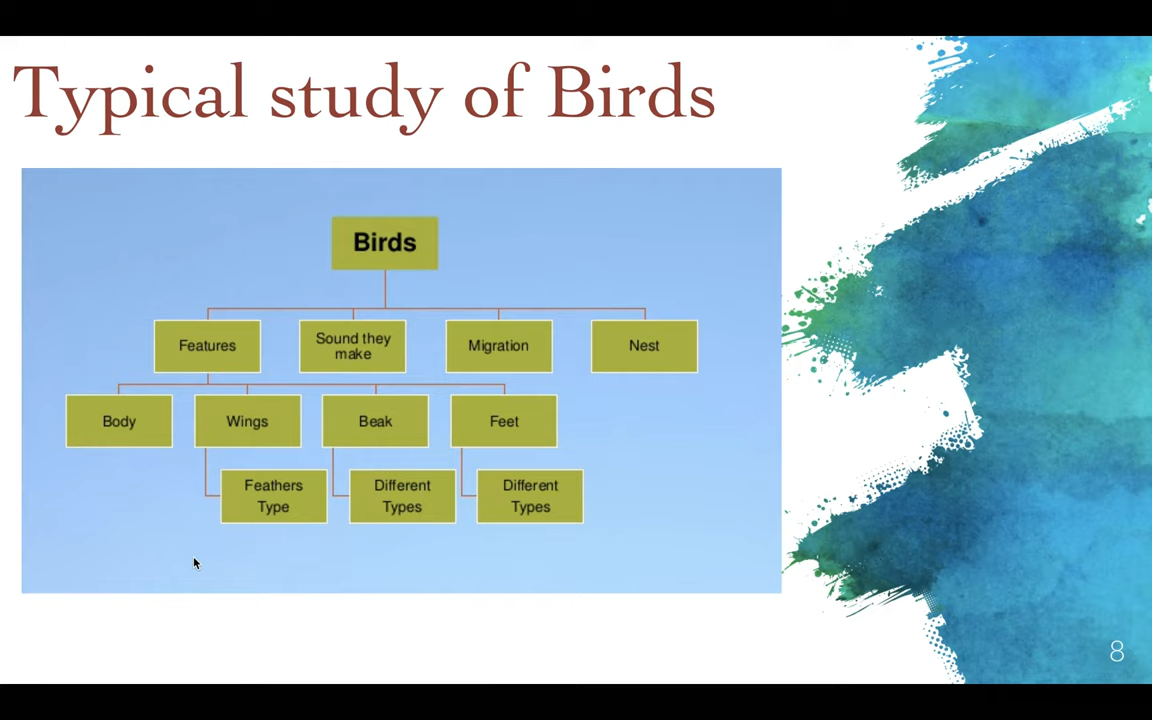 Typical study of Birds
Birds
Features
Sound they
make
Migration
Nest
Body
Wings
Beak
Feet
Feathers
Type
Different
Types
Different
Types
8